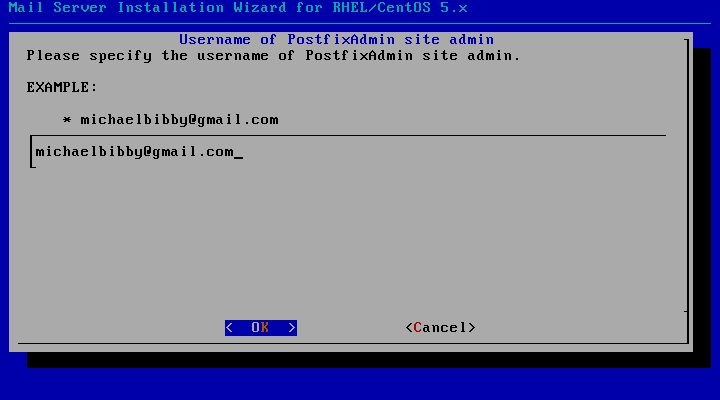 Mail Server Installation Wizard for RHEL/CentOS 5.x
Username of PostfixAdmin site admin
Please specify the username of PostfixAdmin site admin.
EXAMPLE:
* michaelbibby@gmail.com
michaelbibby@gmail.com_
< OK > <Cancel>